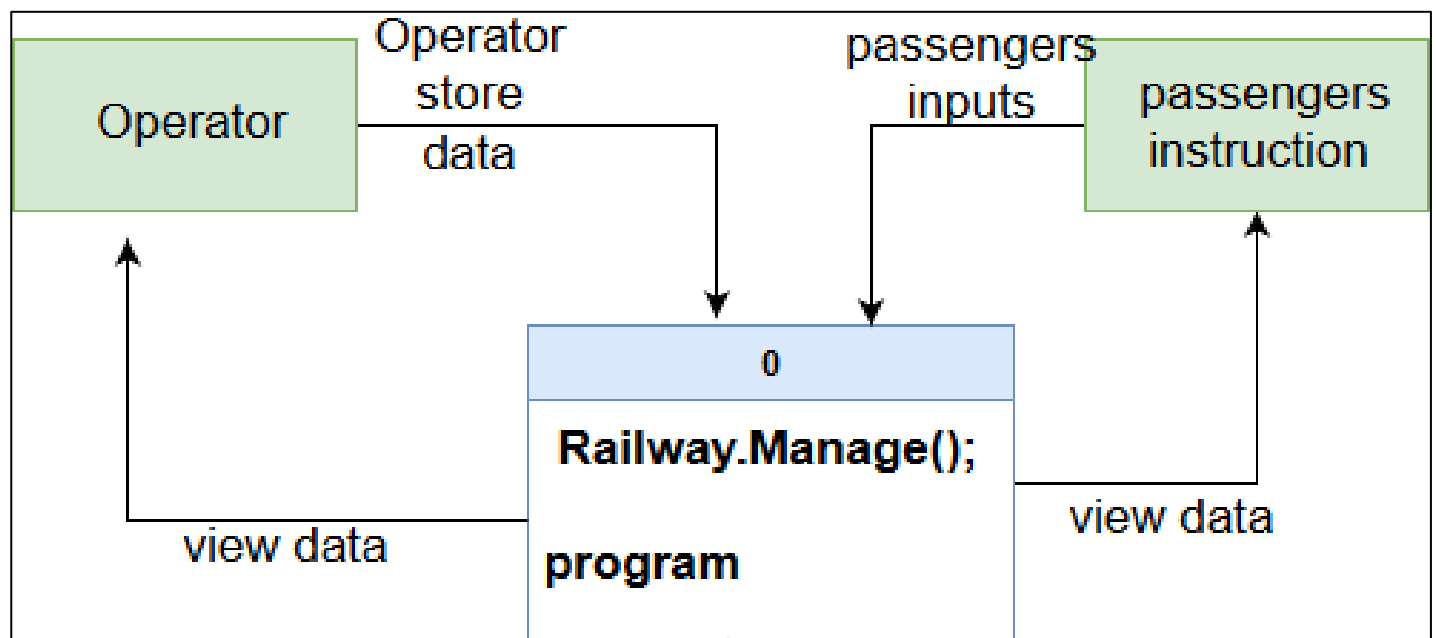 Operator
Operator
store
data
passengers
inputs
passengers
instruction
0
Railway.Manage();
program
view data
view data